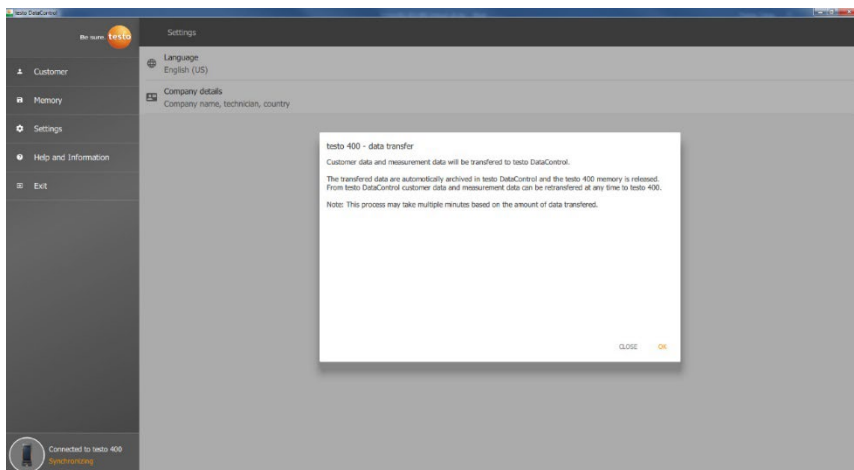 testo DataControl
Be sure. testo
Settings
Customer
Memory
Settings
Help and Information
Exit
Language
English (US)
Company details
Company name, technician, country
testo 400 - data transfer
Customer data and measurement data will be transfered to testo DataControl.
The transfered data are automatically archived in testo DataControl and the testo 400 memory is released.
From testo DataControl customer data and measurement data can be retransfered at any time to testo 400.
Note: This process may take multiple minutes based on the amount of data transfered.
CLOSE OK
Connected to testo 400
Synchronizing